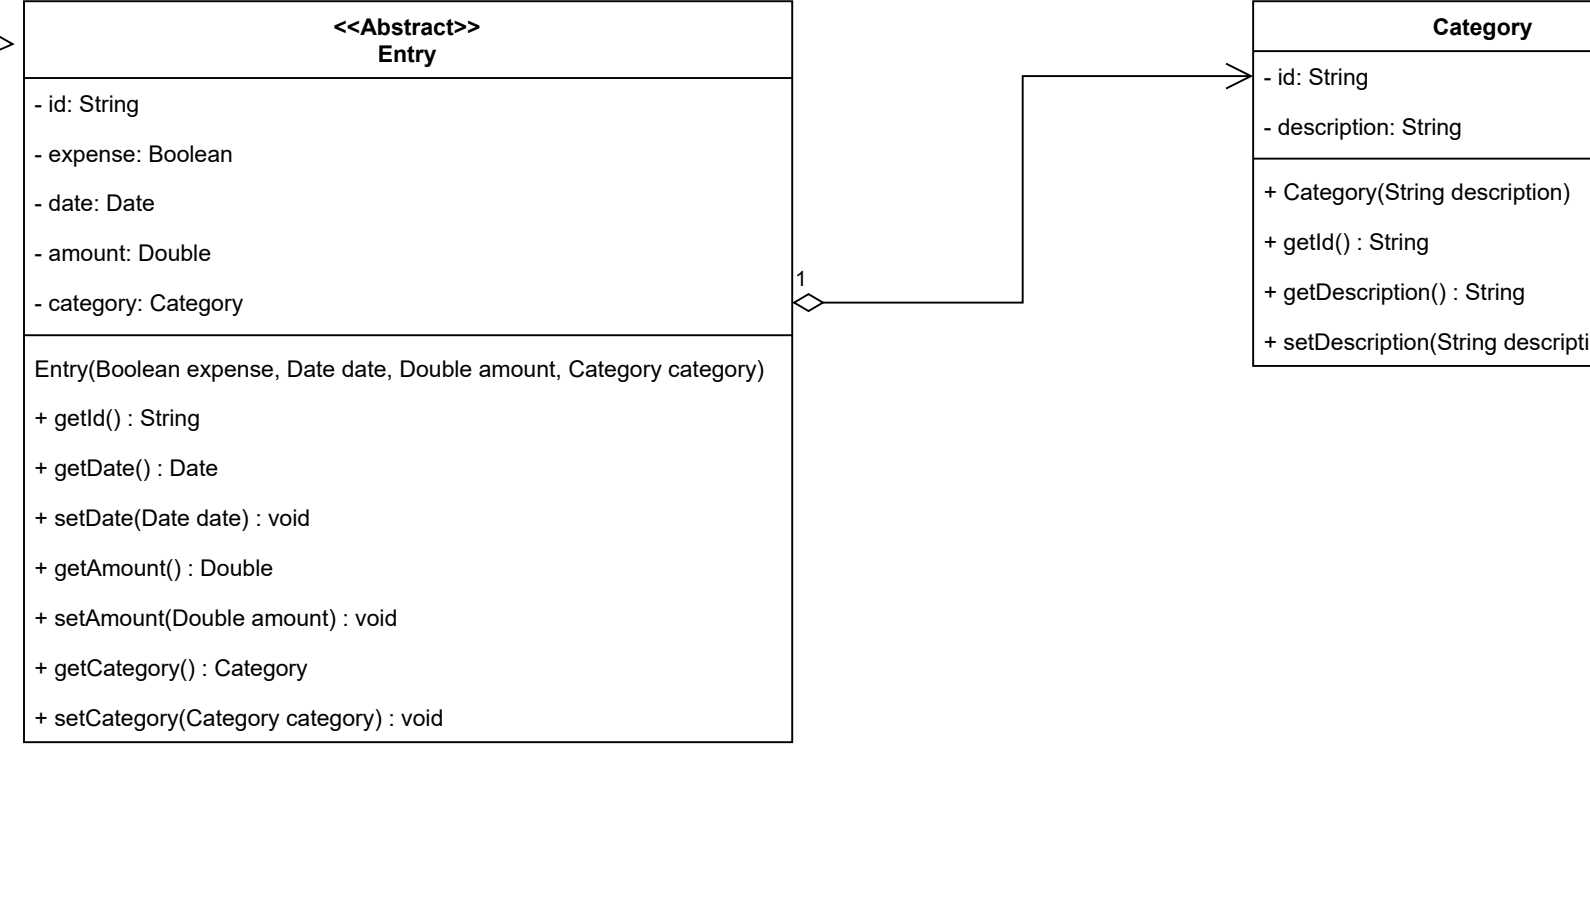 <<Abstract>>
Entry
- id: String
- expense: Boolean
- date: Date
- amount: Double
- category: Category
Entry(Boolean expense, Date date, Double amount, Category category)
+ getId() : String
+ getDate() : Date
+ setDate(Date date) : void
+ getAmount() : Double
+ setAmount(Double amount) : void
+ getCategory() : Category
+ setCategory(Category category) : void
1
Category
- id: String
- description: String
+ Category(String description)
+ getId() : String
+ getDescription() : String
+ setDescription(String